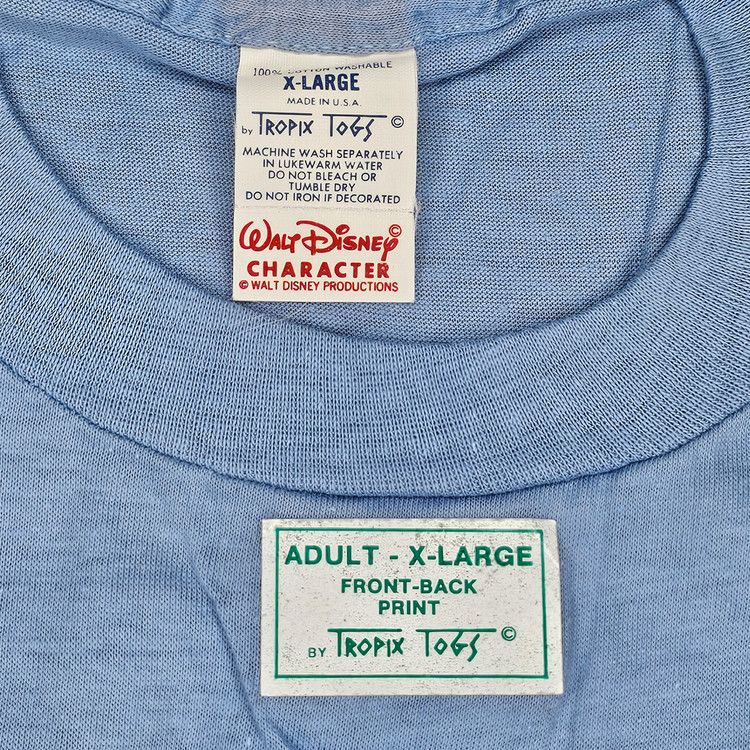 100% COTTON WASHABLE
X-LARGE
MADE IN U.S.A.
by TROPIX TOGS ©
MACHINE WASH SEPARATELY
IN LUKEWARM WATER
DO NOT BLEACH OR
TUMBLE DRY
DO NOT IRON IF DECORATED
WALT DISNEY ©
CHARACTER
© WALT DISNEY PRODUCTIONS
ADULT - X-LARGE
FRONT-BACK
PRINT
BY TROPIX TOGS ©